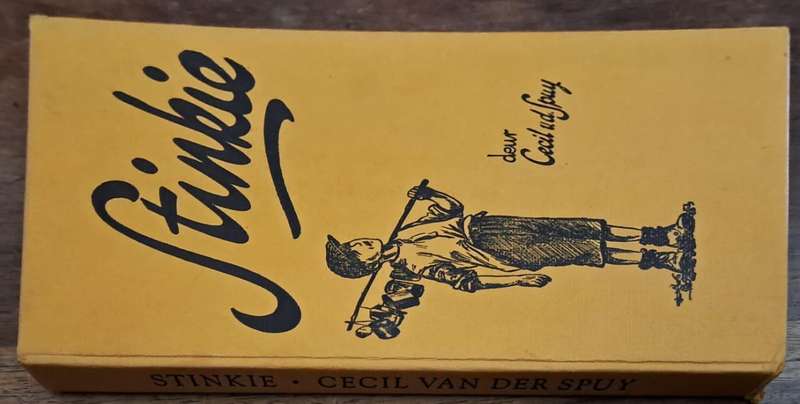 Stinkie
deur
Cecil vd Spuy
STINKIE · CECIL VAN DER SPUY